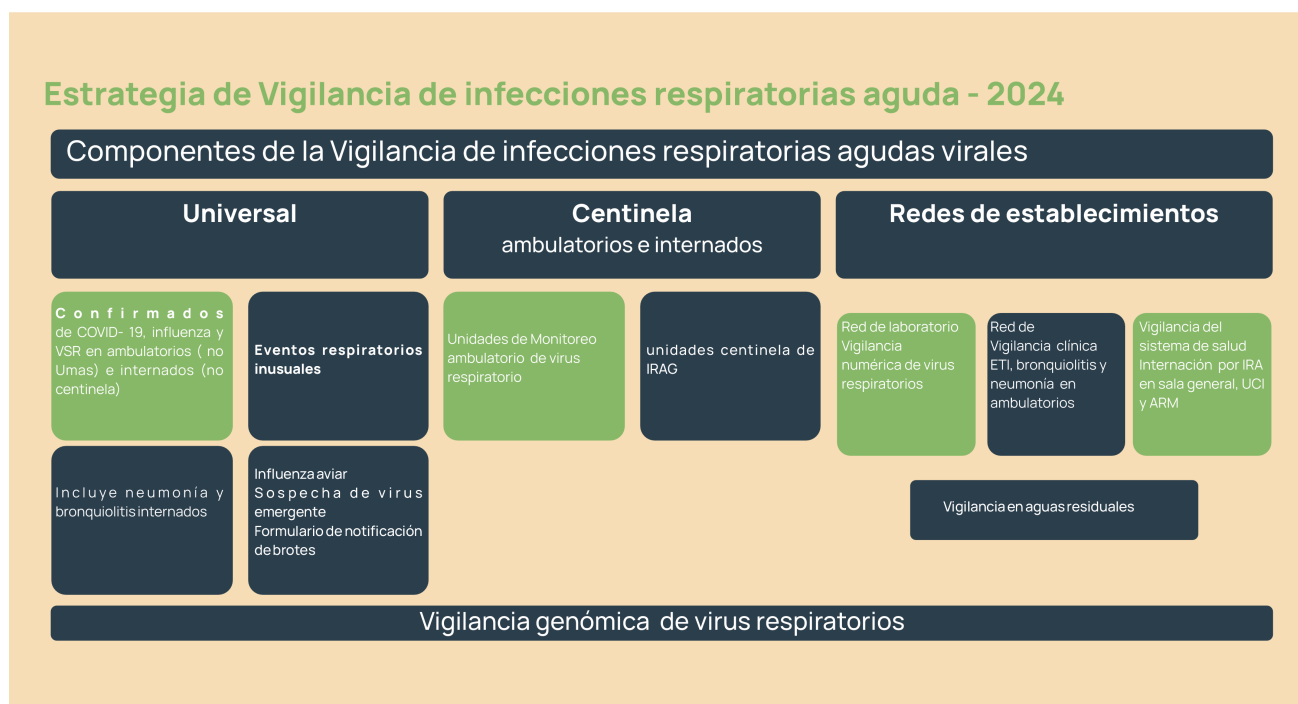 Estrategia de Vigilancia de infecciones respiratorias aguda - 2024
Componentes de la Vigilancia de infecciones respiratorias agudas virales
Universal
Centinela
ambulatorios e internados
Redes de establecimientos
Confirmados
de COVID- 19, influenza y
VSR en ambulatorios ( no
Umas) e internados (no
centinela)
Eventos respiratorios
inusuales
Unidades de Monitoreo
ambulatorio de virus
respiratorio
unidades centinela de
IRAG
Red de laboratorio
Vigilancia
numérica de virus
respiratorios
Red de
Vigilancia clínica
ETI, bronquiolitis y
neumonía en
ambulatorios
Vigilancia del
sistema de salud
Internación por IRA
en sala general, UCI
y ARM
Incluye neumonía y
bronquiolitis internados
Influenza aviar
Sospecha de virus
emergente
Formulario de notificación
de brotes
Vigilancia en aguas residuales
Vigilancia genómica de virus respiratorios